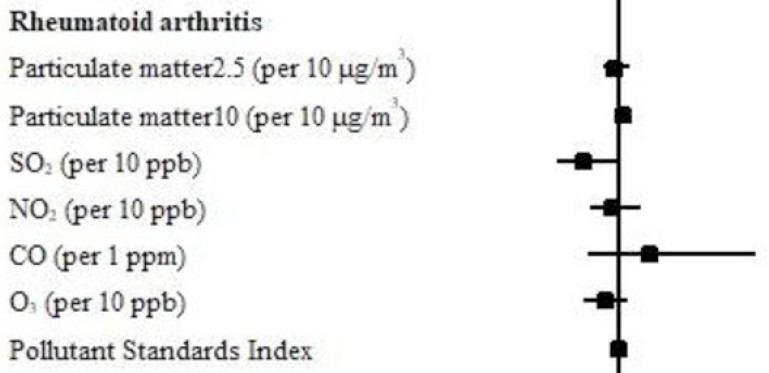 Rheumatoid arthritis
Particulate matter2.5 (per 10 μg/m³)
Particulate matter10 (per 10 μg/m³)
SO₂ (per 10 ppb)
NO₂ (per 10 ppb)
CO (per 1 ppm)
O₃ (per 10 ppb)
Pollutant Standards Index